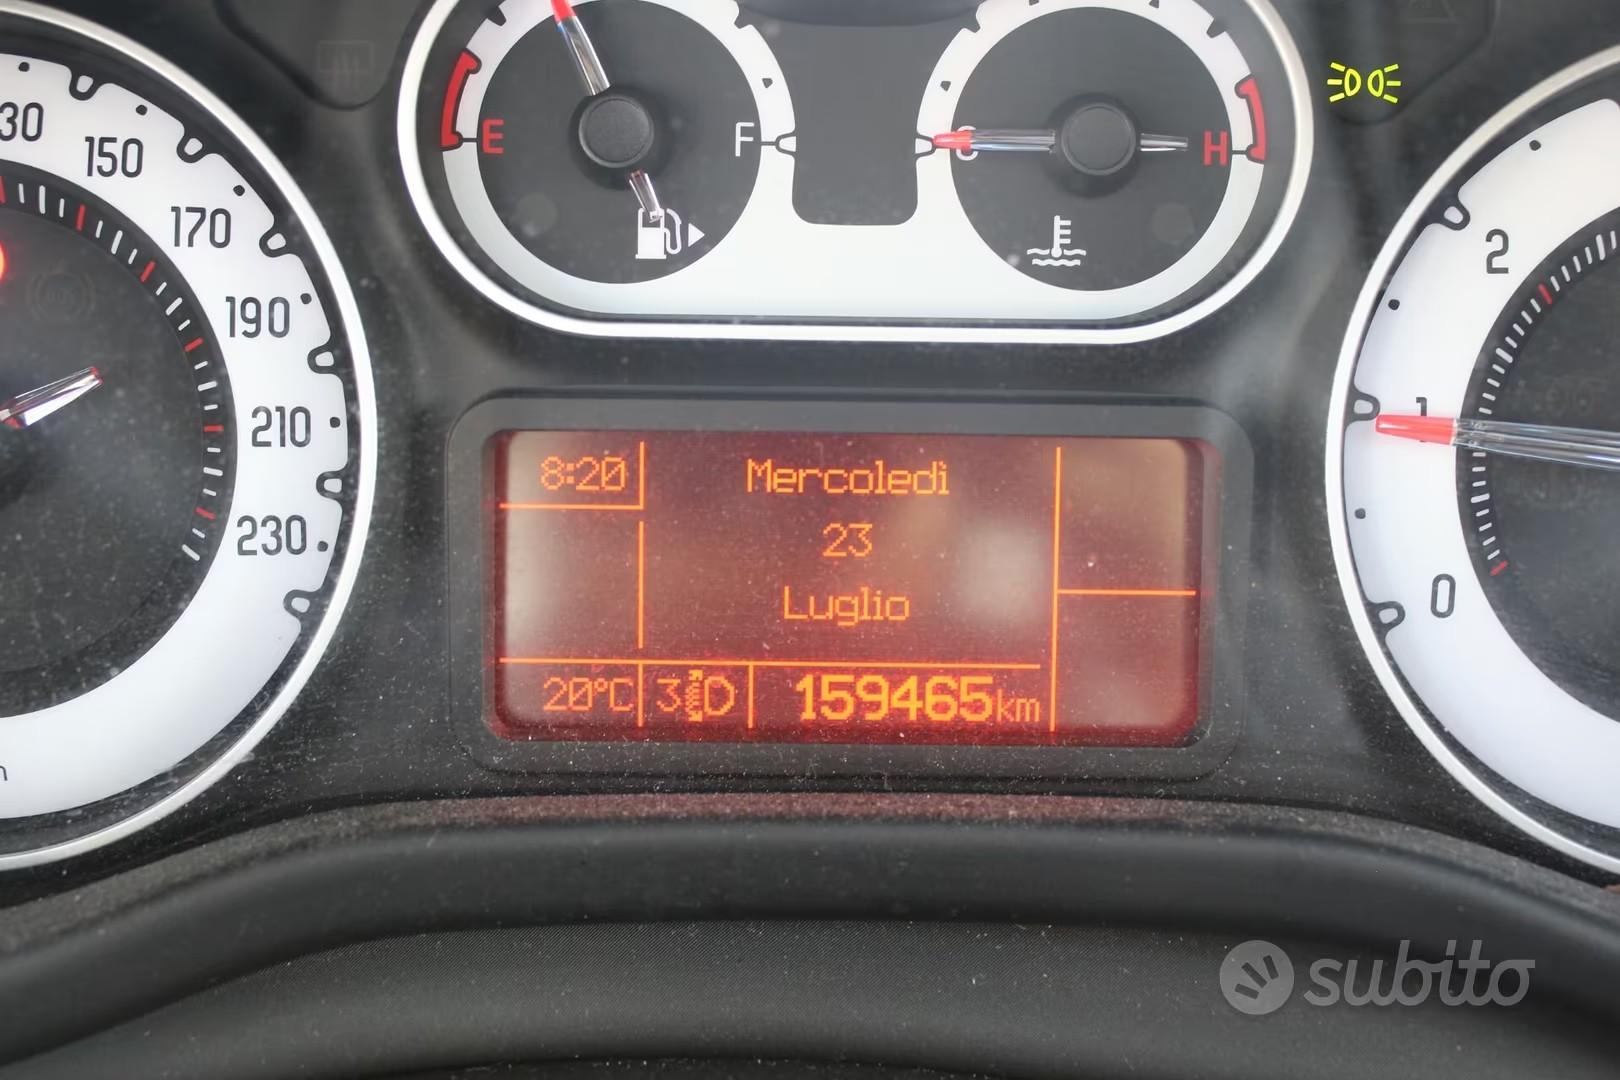 E
F
C
H
150
170
190
210
230
2
1
0
8:20
Mercoledì
23
Luglio
20°C
3
159465km
subito